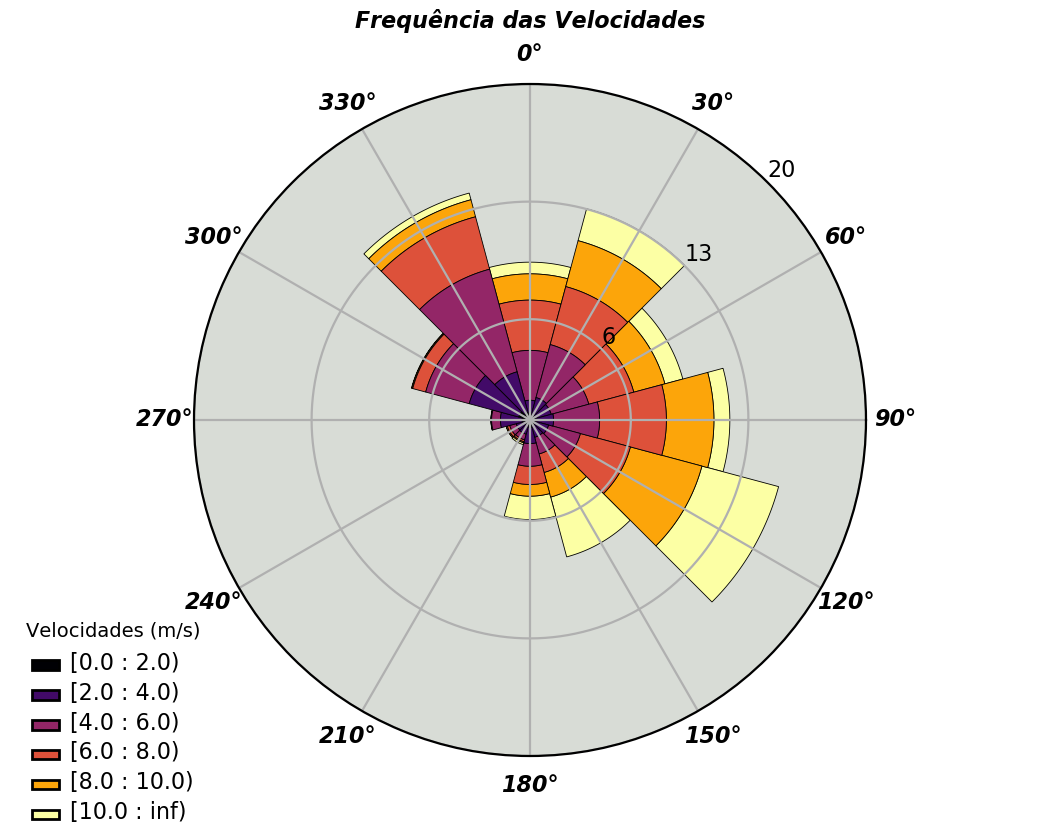 Frequência das Velocidades
0°
330°
30°
20
300°
60°
13
6
270°
90°
240°
120°
210°
150°
180°
Velocidades (m/s)
[0.0 : 2.0)
[2.0 : 4.0)
[4.0 : 6.0)
[6.0 : 8.0)
[8.0 : 10.0)
[10.0 : inf)